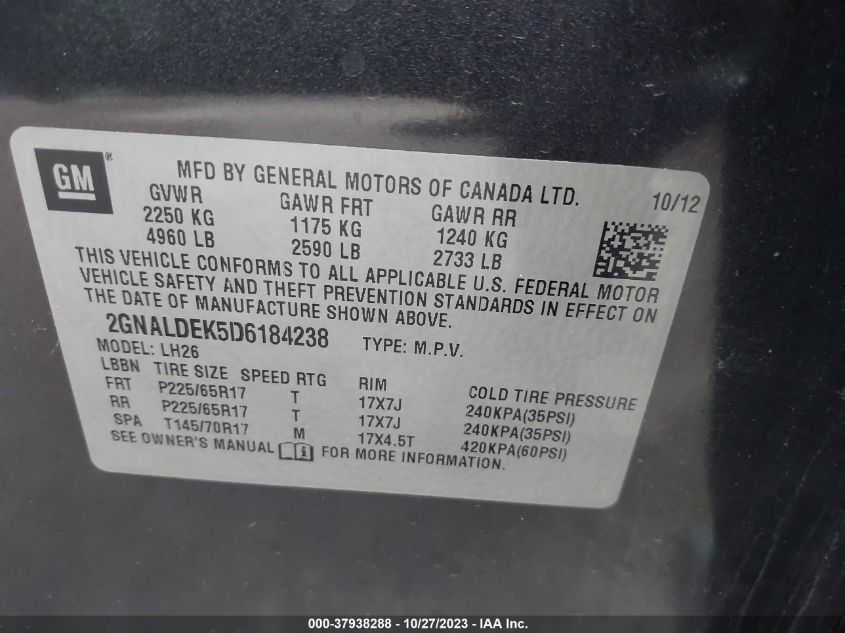 GM®
MFD BY GENERAL MOTORS OF CANADA LTD.
10/12
GVWR GAWR FRT GAWR RR
2250 KG 1175 KG 1240 KG
4960 LB 2590 LB 2733 LB
THIS VEHICLE CONFORMS TO ALL APPLICABLE U.S. FEDERAL MOTOR
VEHICLE SAFETY AND THEFT PREVENTION STANDARDS IN EFFECT ON
THE DATE OF MANUFACTURE SHOWN ABOVE.
2GNALDEK5D6184238 TYPE: M.P.V.
MODEL: LH26
LBBN TIRE SIZE SPEED RTG RIM COLD TIRE PRESSURE
FRT P225/65R17 T 17X7J 240KPA(35PSI)
RR P225/65R17 T 17X7J 240KPA(35PSI)
SPA T145/70R17 M 17X4.5T 420KPA(60PSI)
SEE OWNER'S MANUAL FOR MORE INFORMATION.
000-37938288 - 10/27/2023 - IAA Inc.